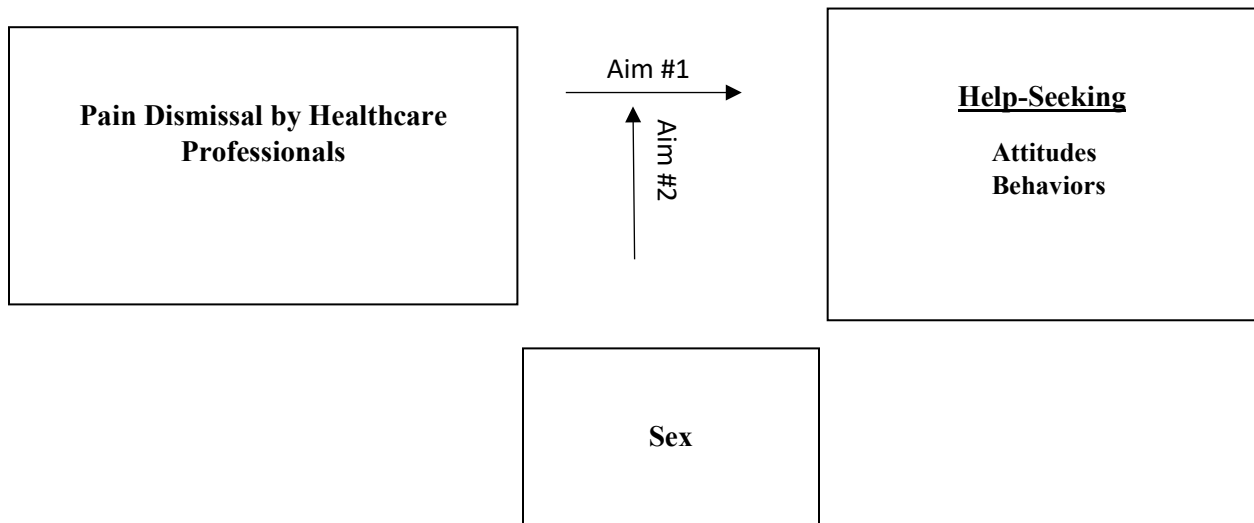 Pain Dismissal by Healthcare
Professionals
Aim #1
Aim #2
Help-Seeking
Attitudes
Behaviors
Sex